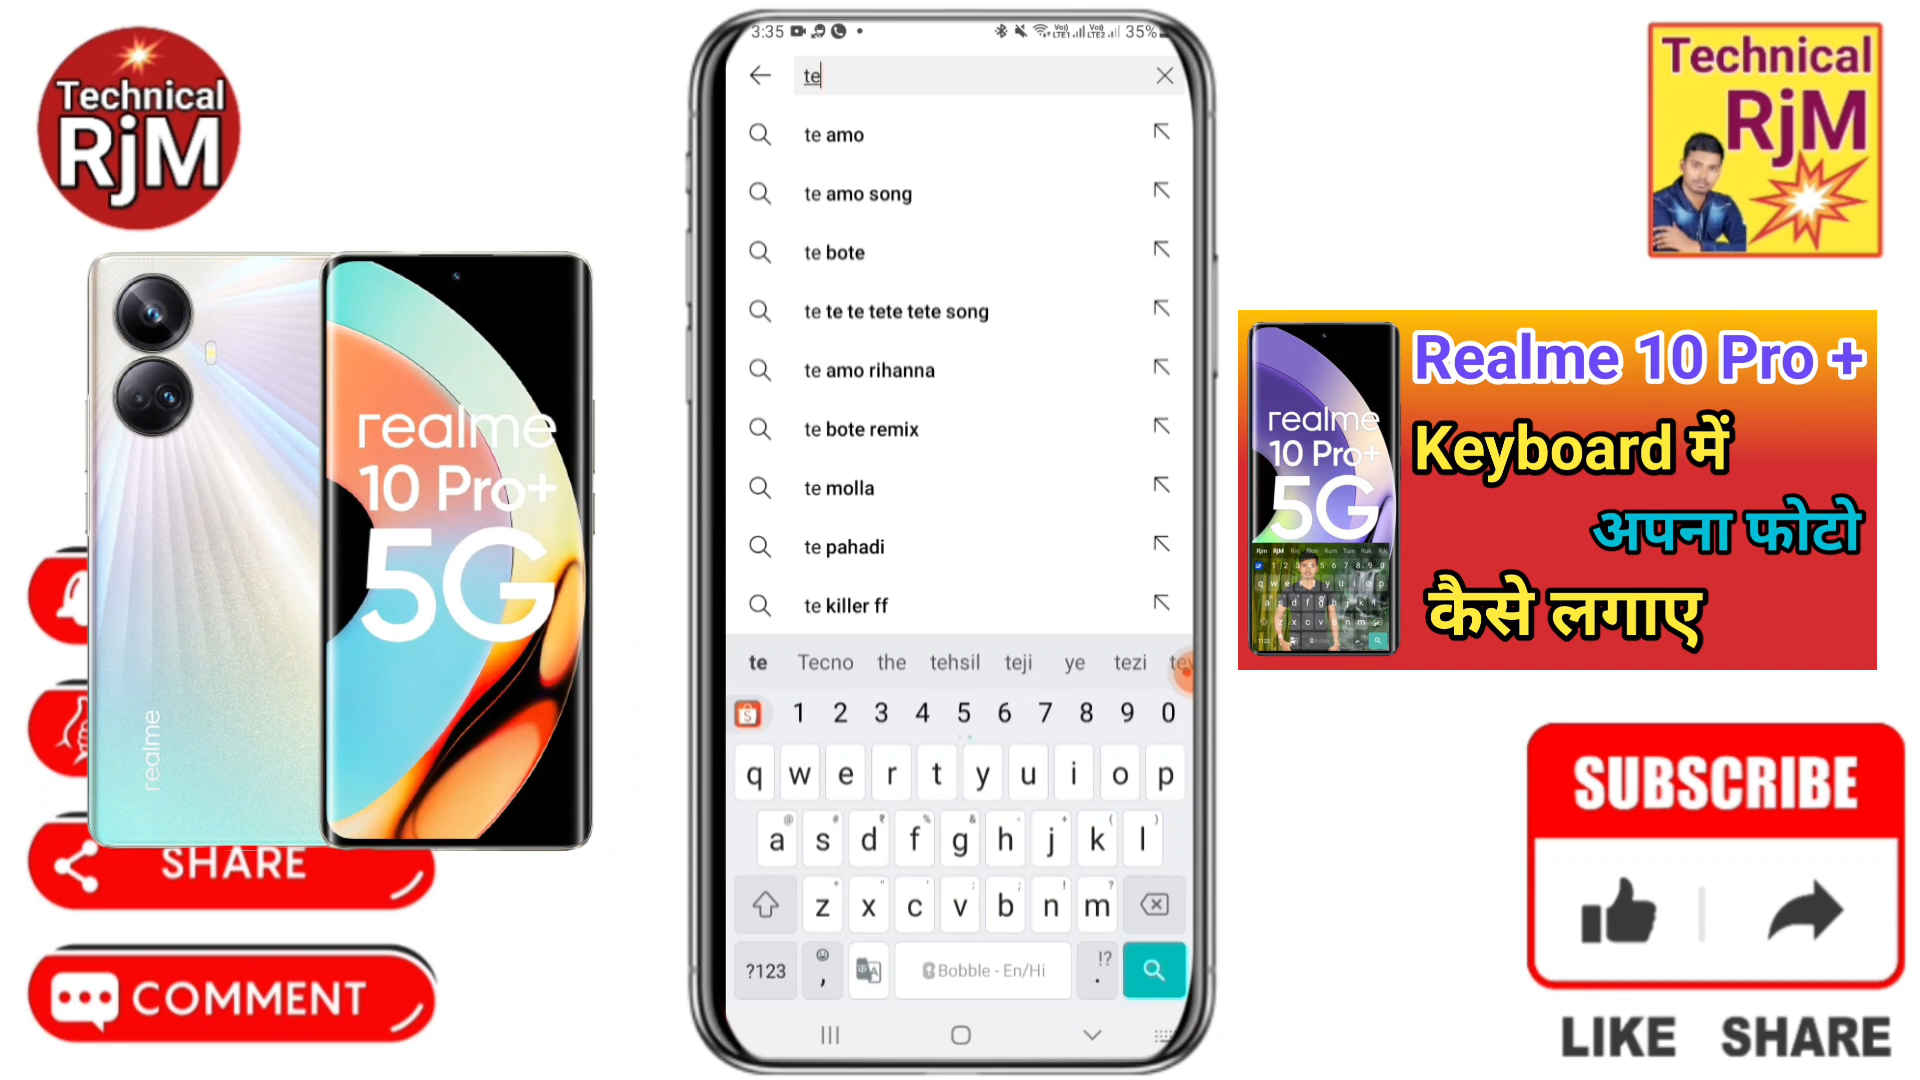 Technical
RjM
realme
realme
10 Pro+
5G
SHARE
COMMENT
3:35
35%
te
te amo
te amo song
te bote
te te te tete tete song
te amo rihanna
te bote remix
te molla
te pahadi
te killer ff
te Tecno the tehsil teji ye tezi
1 2 3 4 5 6 7 8 9 0
q w e r t y u i o p
a s d f g h j k l
z x c v b n m
?123 , Bobble - En/Hi . !?
Technical
RjM
Realme 10 Pro +
Keyboard में
अपना फोटो
कैसे लगाए
realme
10 Pro+
5G
SUBSCRIBE
LIKE SHARE